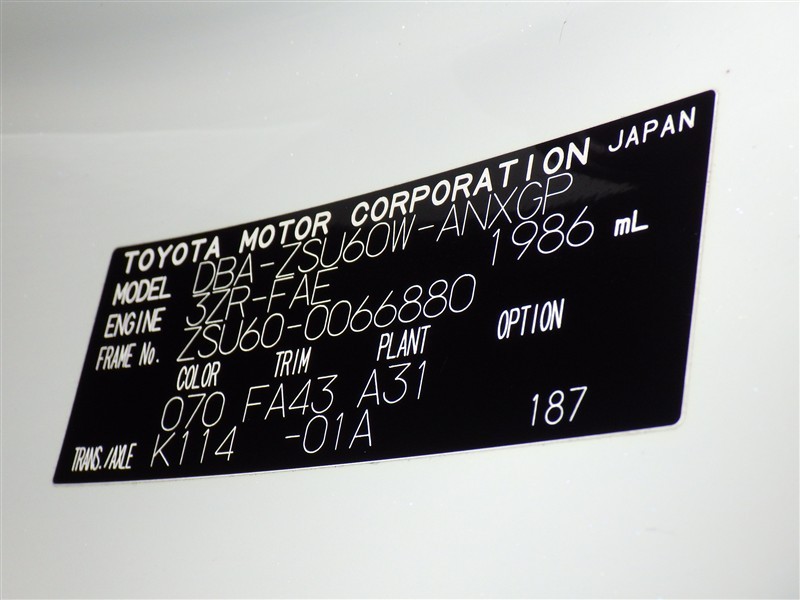 TOYOTA MOTOR CORPORATION JAPAN
MODEL DBA-ZSU60W-ANXGP
ENGINE 3ZR-FAE 1986 mL
FRAME No. ZSU60-0066880
COLOR TRIM PLANT OPTION
070 FA43 A31
TRANS./AXLE K114 -01A 187